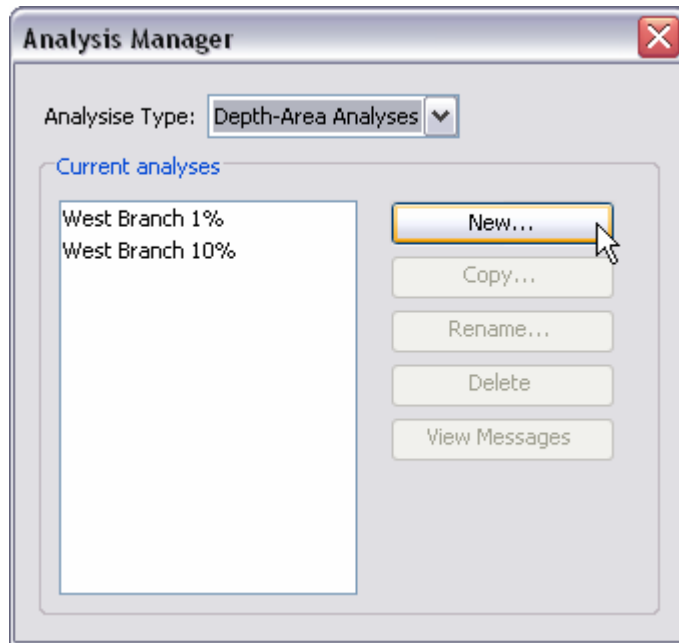 Analysis Manager
Analysise Type: Depth-Area Analyses
Current analyses
West Branch 1%
West Branch 10%
New...
Copy...
Rename...
Delete
View Messages